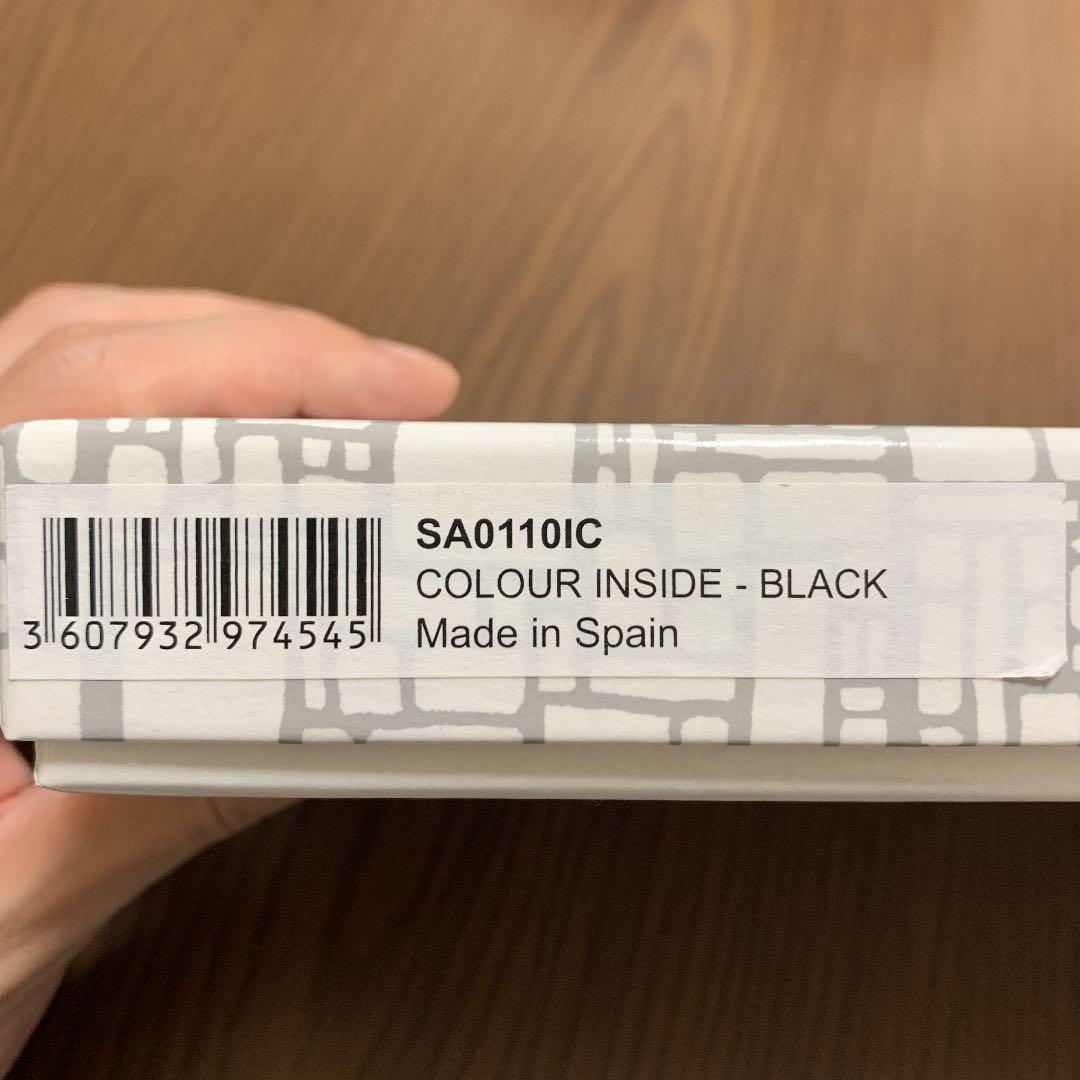 SA0110IC
COLOUR INSIDE - BLACK
Made in Spain
3 607932 974545